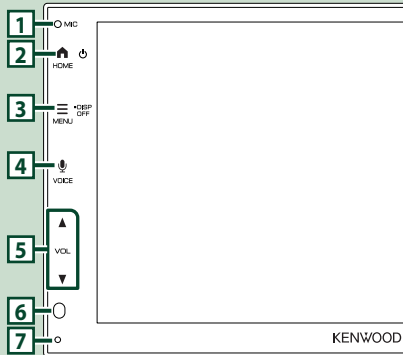 1 MIC
2
HOME
3 •DISP
OFF
MENU
4
VOICE
5 VOL
6
7
KENWOOD